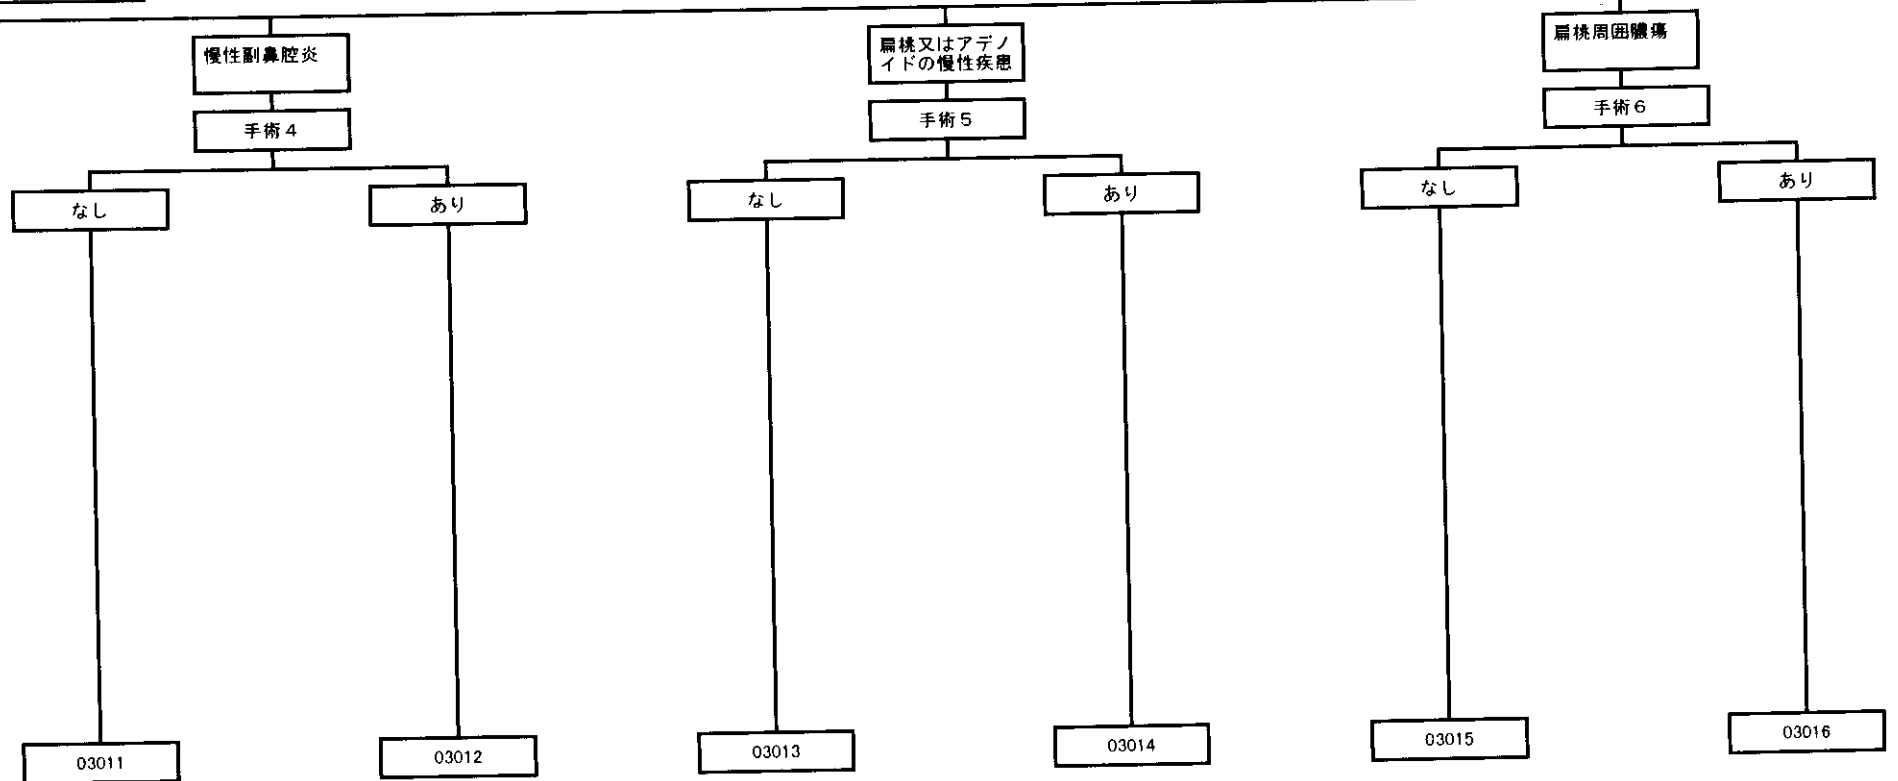 慢性副鼻腔炎
手術4
なし
あり
03011
03012
扁桃又はアデノ
イドの慢性疾患
手術5
なし
あり
03013
03014
扁桃周囲膿瘍
手術6
なし
あり
03015
03016